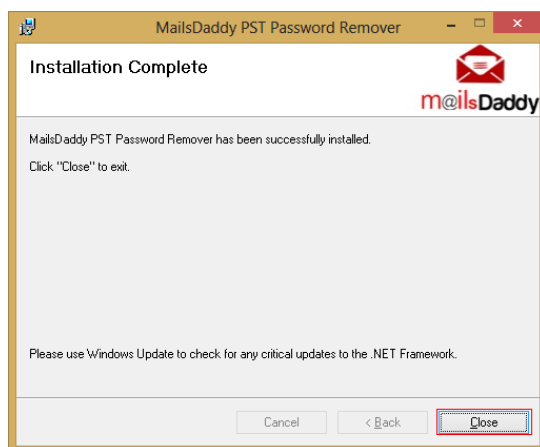 MailsDaddy PST Password Remover
Installation Complete
m@ilsDaddy
MailsDaddy PST Password Remover has been successfully installed.
Click "Close" to exit.
Please use Windows Update to check for any critical updates to the .NET Framework.
Cancel
< Back
Close